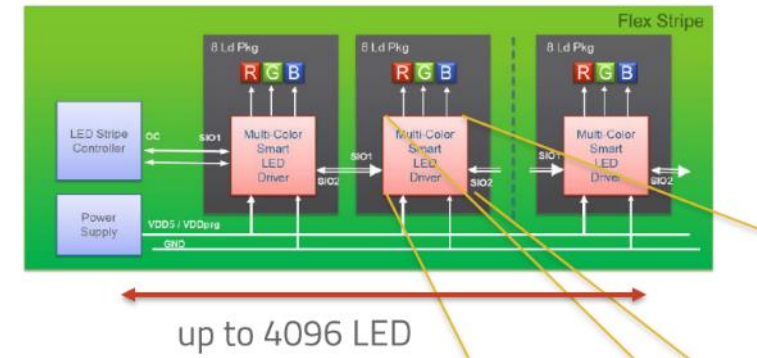 Flex Stripe
8 Ld Pkg
8 Ld Pkg
8 Ld Pkg
R G B
R G B
R G B
LED Stripe
Controller
OC
SIO1
Multi-Color
Smart
LED
Driver
SIO2
SIO1
Multi-Color
Smart
LED
Driver
SIO2
SIO1
Multi-Color
Smart
LED
Driver
SIO2
Power
Supply
VDD5 / VDDprg
GND
up to 4096 LED